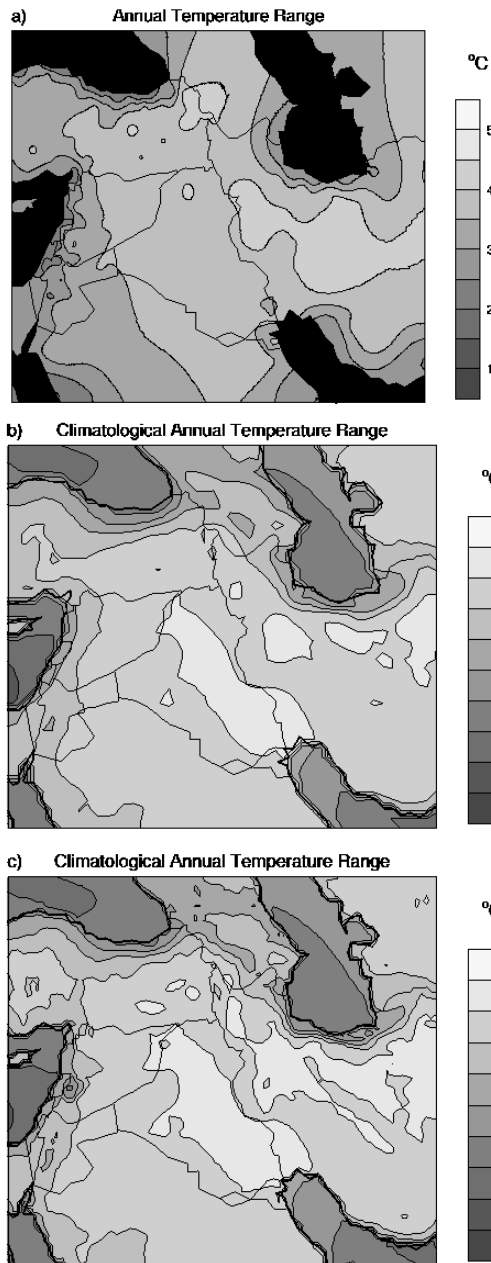 a) Annual Temperature Range
°C
5
4
3
2
1
b) Climatological Annual Temperature Range
c) Climatological Annual Temperature Range